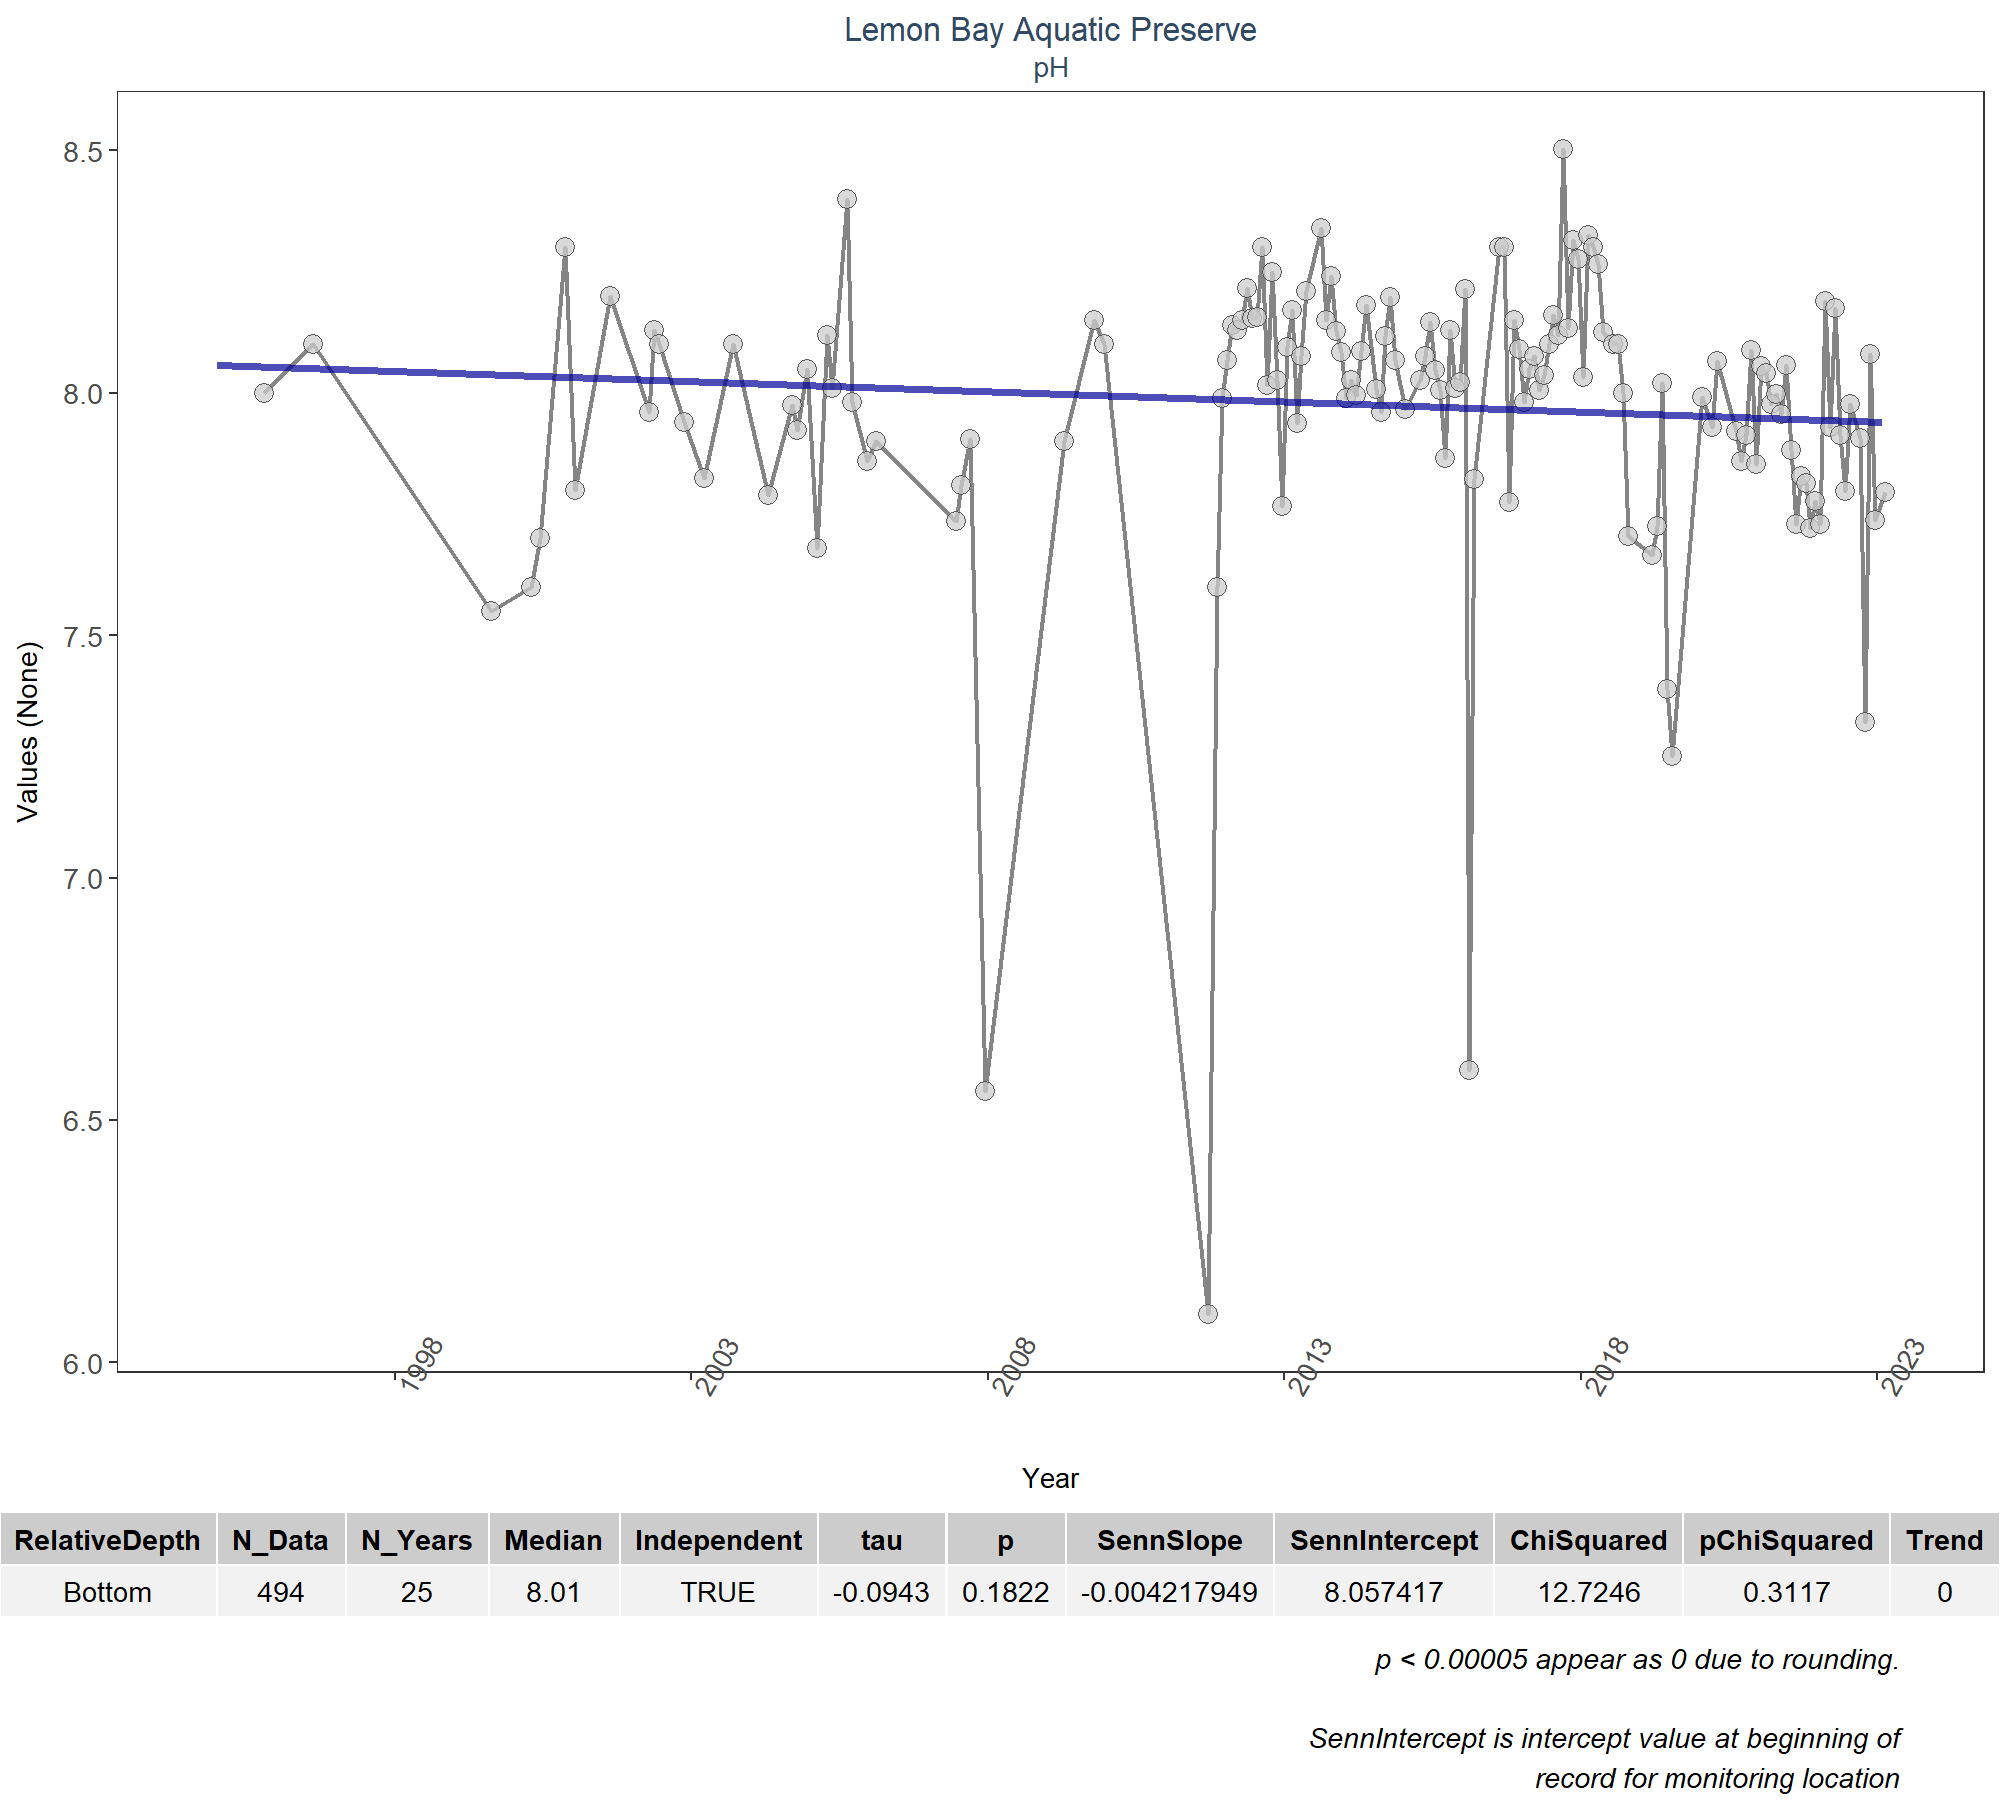 Lemon Bay Aquatic Preserve
pH
8.5
8.0
7.5
7.0
6.5
6.0
Values (None)
1998 2003 2008 2013 2018 2023
Year
RelativeDepth N_Data N_Years Median Independent tau p SennSlope SennIntercept ChiSquared pChiSquared Trend
Bottom 494 25 8.01 TRUE -0.0943 0.1822 -0.004217949 8.057417 12.7246 0.3117 0
p < 0.00005 appear as 0 due to rounding.
SennIntercept is intercept value at beginning of
record for monitoring location